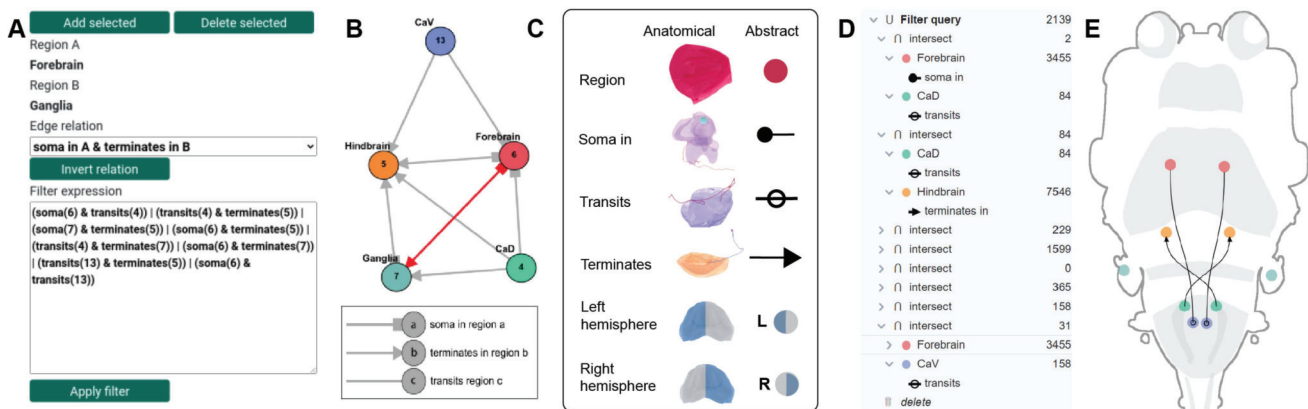 A
Add selected
Delete selected
Region A
Forebrain
Region B
Ganglia
Edge relation
soma in A & terminates in B
Invert relation
Filter expression
(soma(6) & transits(4)) | (transits(4) & terminates(5)) |
(soma(7) & terminates(5)) | (soma(6) & terminates(5)) |
(transits(4) & terminates(7)) | (soma(6) & terminates(7))
| (transits(13) & terminates(5)) | (soma(6) &
transits(13))
Apply filter
B
CaV
13
Hindbrain
5
Forebrain
6
Ganglia
7
CaD
4
a soma in region a
b terminates in region b
c transits region c
C
Anatomical Abstract
Region
Soma in
Transits
Terminates
Left
hemisphere
L
Right
hemisphere
R
D
U Filter query 2139
∩ intersect 2
Forebrain 3455
soma in
CaD 84
transits
∩ intersect 84
CaD 84
transits
Hindbrain 7546
terminates in
∩ intersect 229
∩ intersect 1599
∩ intersect 0
∩ intersect 365
∩ intersect 158
∩ intersect 31
Forebrain 3455
CaV 158
transits
delete
E